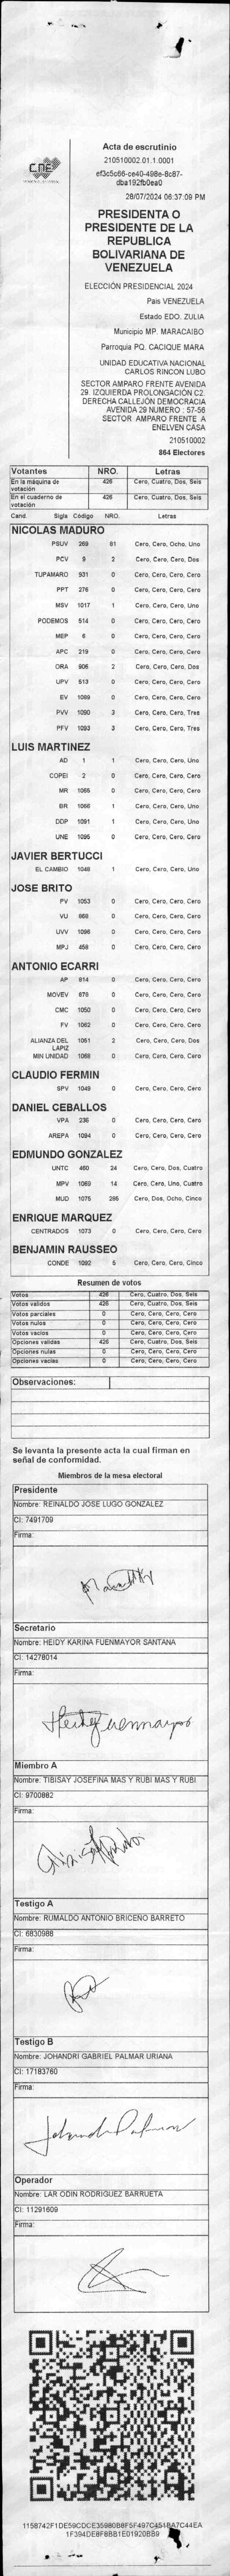 CNE
Acta de escrutinio
210510002.01.1.0001
ef3c5c66-ce40-498e-8c87-
dba192fb0ea0
28/07/2024 06:37:09 PM
PRESIDENTA O
PRESIDENTE DE LA
REPUBLICA
BOLIVARIANA DE
VENEZUELA
ELECCIÓN PRESIDENCIAL 2024
País VENEZUELA
Estado EDO. ZULIA
Municipio MP. MARACAIBO
Parroquia PQ. CACIQUE MARA
UNIDAD EDUCATIVA NACIONAL
CARLOS RINCON LUBO
SECTOR AMPARO FRENTE AVENIDA
29. IZQUIERDA PROLONGACIÓN C2.
DERECHA CALLEJÓN DEMOCRACIA
AVENIDA 29 NUMERO : 57-56
SECTOR AMPARO FRENTE A
ENELVEN CASA
210510002
864 Electores
Votantes NRO. Letras
En la máquina de votación 426 Cero, Cuatro, Dos, Seis
En el cuaderno de votación 426 Cero, Cuatro, Dos, Seis
Cand. Sigla Código NRO. Letras
NICOLAS MADURO
PSUV 269 81 Cero, Cero, Ocho, Uno
PCV 9 2 Cero, Cero, Cero, Dos
TUPAMARO 931 0 Cero, Cero, Cero, Cero
PPT 276 0 Cero, Cero, Cero, Cero
MSV 1017 1 Cero, Cero, Cero, Uno
PODEMOS 514 0 Cero, Cero, Cero, Cero
MEP 6 0 Cero, Cero, Cero, Cero
APC 219 0 Cero, Cero, Cero, Cero
ORA 906 2 Cero, Cero, Cero, Dos
UPV 513 0 Cero, Cero, Cero, Cero
EV 1089 0 Cero, Cero, Cero, Cero
PVV 1090 3 Cero, Cero, Cero, Tres
PFV 1093 3 Cero, Cero, Cero, Tres
LUIS MARTINEZ
AD 1 1 Cero, Cero, Cero, Uno
COPEI 2 0 Cero, Cero, Cero, Cero
MR 1065 0 Cero, Cero, Cero, Cero
BR 1066 1 Cero, Cero, Cero, Uno
DDP 1091 1 Cero, Cero, Cero, Uno
UNE 1095 0 Cero, Cero, Cero, Cero
JAVIER BERTUCCI
EL CAMBIO 1048 1 Cero, Cero, Cero, Uno
JOSE BRITO
PV 1053 0 Cero, Cero, Cero, Cero
VU 868 0 Cero, Cero, Cero, Cero
UVV 1096 0 Cero, Cero, Cero, Cero
MPJ 458 0 Cero, Cero, Cero, Cero
ANTONIO ECARRI
AP 814 0 Cero, Cero, Cero, Cero
MOVEV 879 0 Cero, Cero, Cero, Cero
CMC 1050 0 Cero, Cero, Cero, Cero
FV 1062 0 Cero, Cero, Cero, Cero
ALIANZA DEL LAPIZ 1051 2 Cero, Cero, Cero, Dos
MIN UNIDAD 1068 0 Cero, Cero, Cero, Cero
CLAUDIO FERMIN
SPV 1049 0 Cero, Cero, Cero, Cero
DANIEL CEBALLOS
VPA 236 0 Cero, Cero, Cero, Cero
AREPA 1094 0 Cero, Cero, Cero, Cero
EDMUNDO GONZALEZ
UNTC 460 24 Cero, Cero, Dos, Cuatro
MPV 1069 14 Cero, Cero, Uno, Cuatro
MUD 1075 285 Cero, Dos, Ocho, Cinco
ENRIQUE MARQUEZ
CENTRADOS 1073 0 Cero, Cero, Cero, Cero
BENJAMIN RAUSSEO
CONDE 1092 5 Cero, Cero, Cero, Cinco
Resumen de votos
Votos 426 Cero, Cuatro, Dos, Seis
Votos validos 426 Cero, Cuatro, Dos, Seis
Votos parciales 0 Cero, Cero, Cero, Cero
Votos nulos 0 Cero, Cero, Cero, Cero
Votos vacios 0 Cero, Cero, Cero, Cero
Opciones validas 426 Cero, Cuatro, Dos, Seis
Opciones nulas 0 Cero, Cero, Cero, Cero
Opciones vacías 0 Cero, Cero, Cero, Cero
Observaciones:
Se levanta la presente acta la cual firman en
señal de conformidad.
Miembros de la mesa electoral
Presidente
Nombre: REINALDO JOSE LUGO GONZALEZ
CI: 7491709
Firma:
Secretario
Nombre: HEIDY KARINA FUENMAYOR SANTANA
CI: 14278014
Firma:
Heidy Fuenmayor
Miembro A
Nombre: TIBISAY JOSEFINA MAS Y RUBI MAS Y RUBI
CI: 9700882
Firma:
Testigo A
Nombre: RUMALDO ANTONIO BRICENO BARRETO
CI: 6830988
Firma:
Testigo B
Nombre: JOHANDRI GABRIEL PALMAR URIANA
CI: 17183760
Firma:
Johandri Palmar
Operador
Nombre: LAR ODIN RODRIGUEZ BARRUETA
CI: 11291609
Firma:
1158742F1DE59CDCE35980B8F5F497C451BA7C44EA
1F394DE8F8BB1E01920BB9